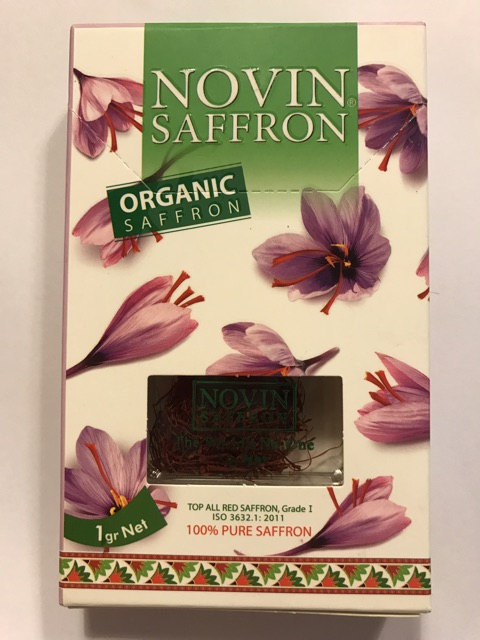 NOVIN®
SAFFRON
ORGANIC
SAFFRON
NOVIN
SAFFRON
The
TOP ALL RED SAFFRON, Grade I
ISO 3632.1: 2011
100% PURE SAFFRON
1gr Net